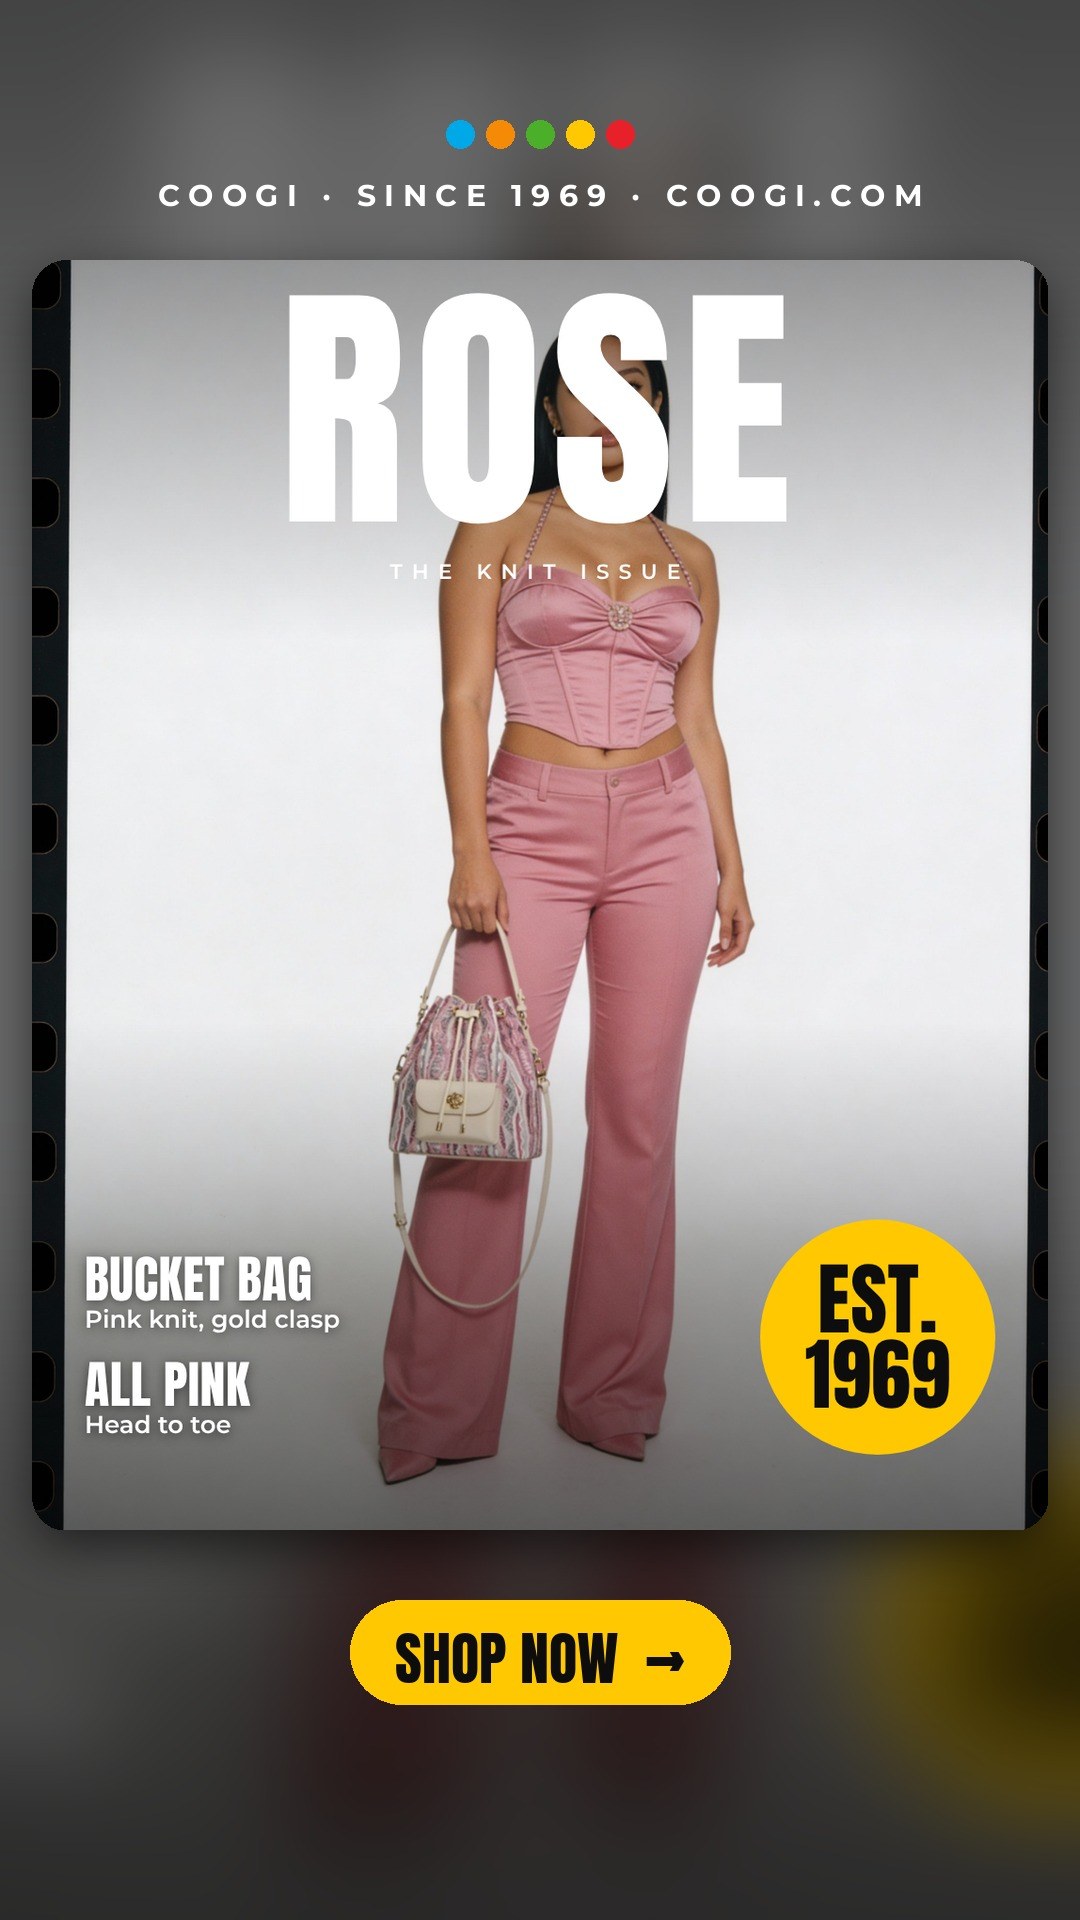 COOGI · SINCE 1969 · COOGI.COM
ROSE
THE KNIT ISSUE
BUCKET BAG
Pink knit, gold clasp
ALL PINK
Head to toe
EST.
1969
SHOP NOW →